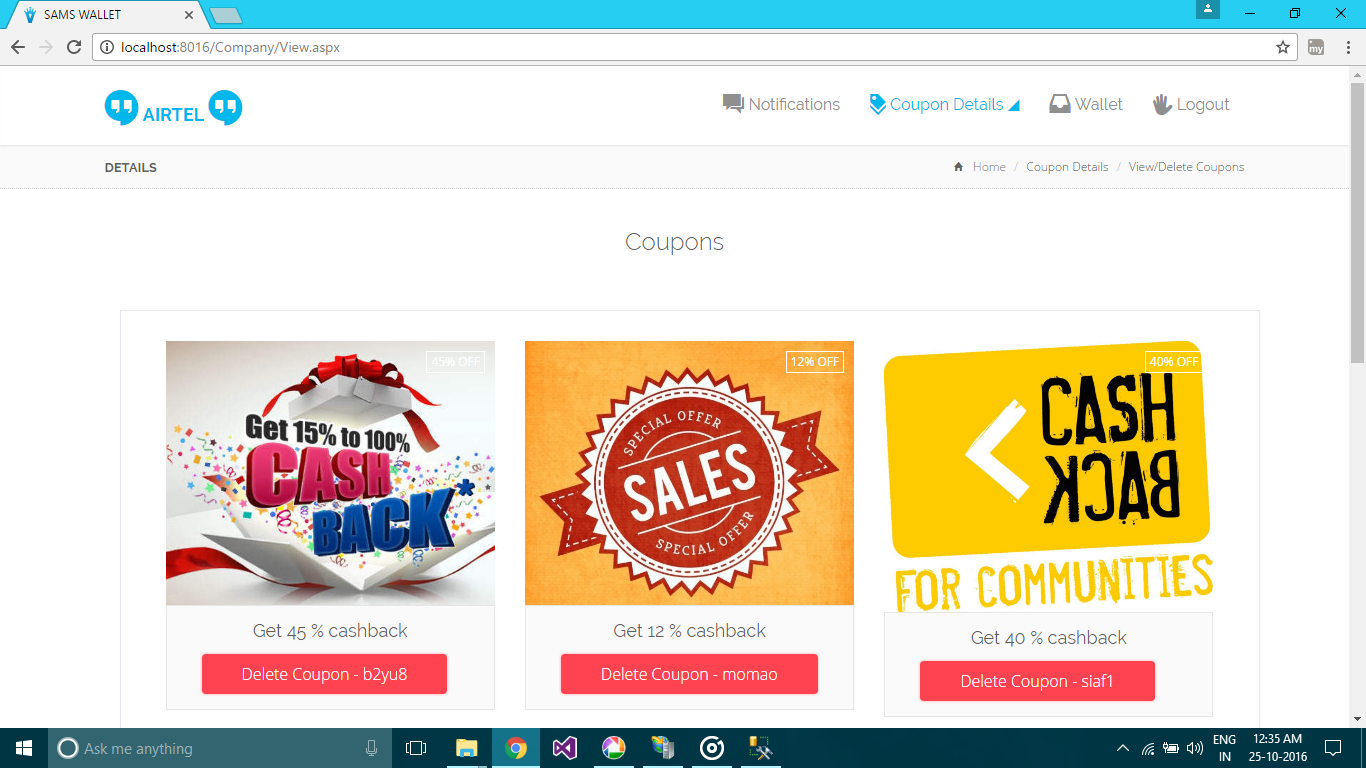 SAMS WALLET
localhost:8016/Company/View.aspx
my
AIRTEL
Notifications
Coupon Details
Wallet
Logout
DETAILS
Home / Coupon Details / View/Delete Coupons
Coupons
45% OFF
Get 15% to 100%
CASH
BACK*
Get 45 % cashback
Delete Coupon - b2yu8
12% OFF
SPECIAL OFFER
SALES
SPECIAL OFFER
Get 12 % cashback
Delete Coupon - momao
40% OFF
CASH
BACK
FOR COMMUNITIES
Get 40 % cashback
Delete Coupon - siaf1
Ask me anything
ENG
IN
12:35 AM
25-10-2016